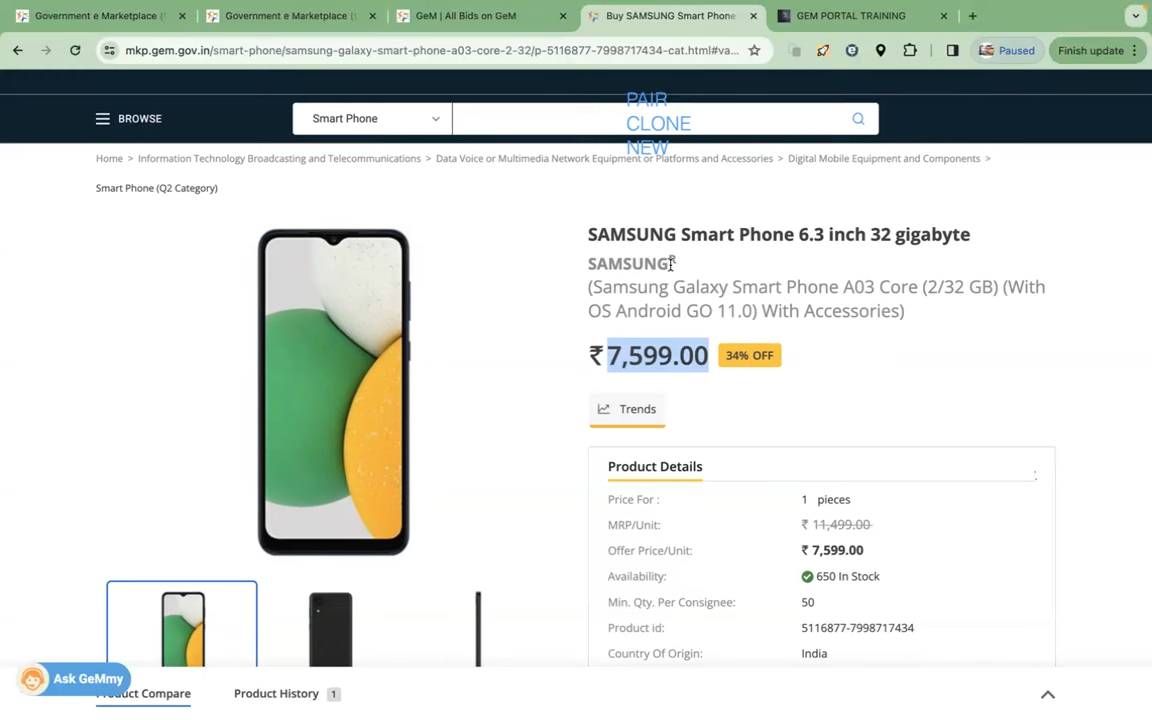 Government e Marketplace (
Government e Marketplace (
GeM | All Bids on GeM
Buy SAMSUNG Smart Phone
GEM PORTAL TRAINING
mkp.gem.gov.in/smart-phone/samsung-galaxy-smart-phone-a03-core-2-32/p-5116877-7998717434-cat.html#va...
Paused
Finish update
BROWSE
Smart Phone
PAIR
CLONE
NEW
Home > Information Technology Broadcasting and Telecommunications > Data Voice or Multimedia Network Equipment or Platforms and Accessories > Digital Mobile Equipment and Components >
Smart Phone (Q2 Category)
SAMSUNG Smart Phone 6.3 inch 32 gigabyte
SAMSUNG®
(Samsung Galaxy Smart Phone A03 Core (2/32 GB) (With
OS Android GO 11.0) With Accessories)
₹ 7,599.00 34% OFF
Trends
Product Details
Price For : 1 pieces
MRP/Unit: ₹ 11,499.00
Offer Price/Unit: ₹ 7,599.00
Availability: 650 In Stock
Min. Qty. Per Consignee: 50
Product id: 5116877-7998717434
Country Of Origin: India
Ask GeMmy
Product Compare
Product History 1